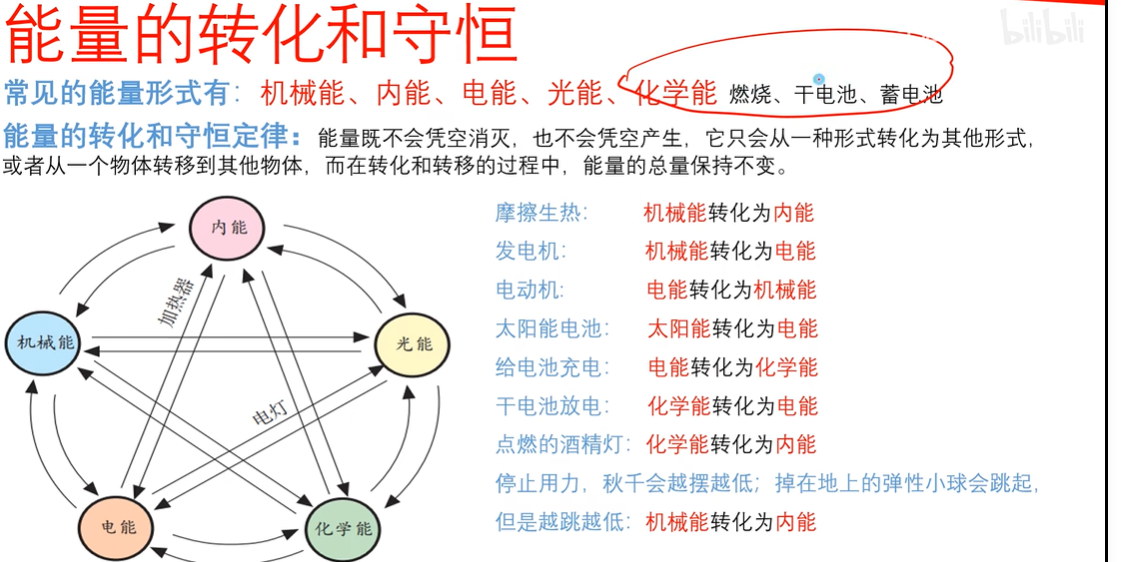 能量的转化和守恒
bilibili
常见的能量形式有：机械能、内能、电能、光能、化学能 燃烧、干电池、蓄电池
能量的转化和守恒定律：能量既不会凭空消灭，也不会凭空产生，它只会从一种形式转化为其他形式，
或者从一个物体转移到其他物体，而在转化和转移的过程中，能量的总量保持不变。
内能
加热器
机械能
光能
电灯
电能
化学能
摩擦生热： 机械能转化为内能
发电机： 机械能转化为电能
电动机: 电能转化为机械能
太阳能电池： 太阳能转化为电能
给电池充电： 电能转化为化学能
干电池放电： 化学能转化为电能
点燃的酒精灯：化学能转化为内能
停止用力，秋千会越摆越低；掉在地上的弹性小球会跳起，
但是越跳越低：机械能转化为内能